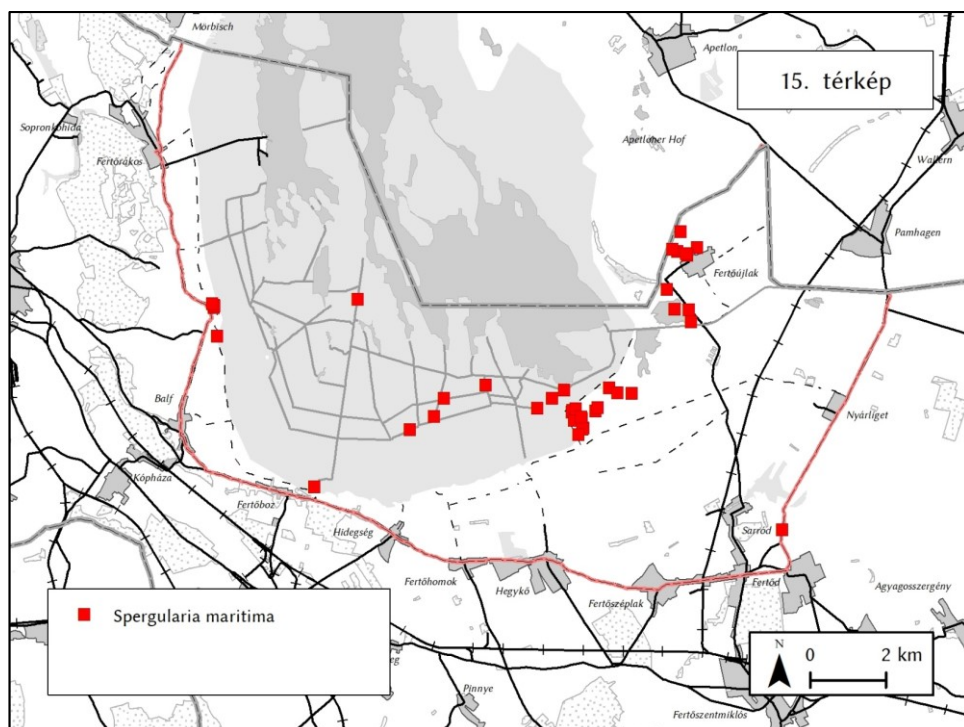 Mörbisch
Apetlon
15. térkép
Sopronkőhida
Fertőrákos
Apetloner Hof
Wallern
Pamhagen
Fertőújlak
Balf
Nyárliget
Kópháza
Fertőboz
Hidegség
Sarród
Fertőhomok
Hegykő
Fertőszéplak
Fertőd
Agyagosszergény
Spergularia maritima
N
0 2 km
Pinnye
Fertőszentmiklós